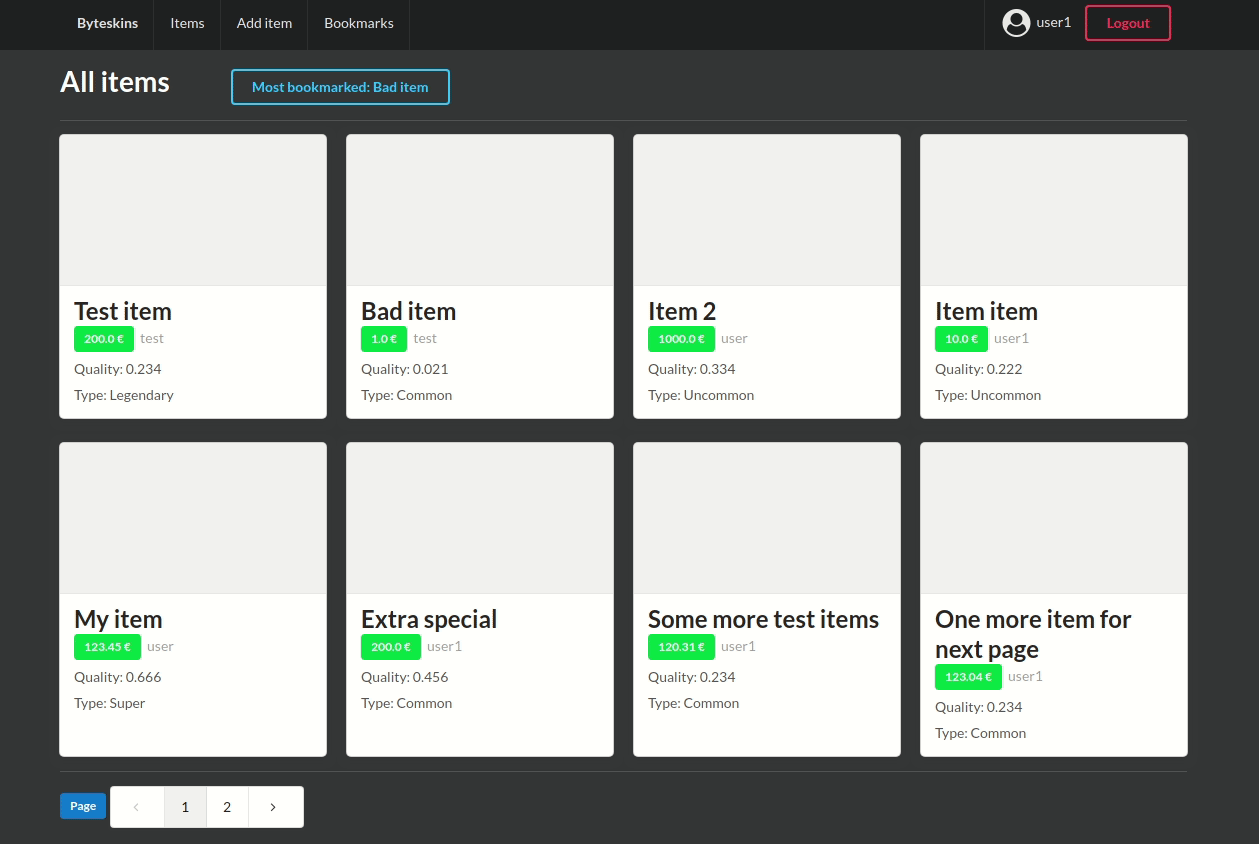 Byteskins Items Add item Bookmarks user1 Logout
All items Most bookmarked: Bad item
Test item
200.0 € test
Quality: 0.234
Type: Legendary
Bad item
1.0 € test
Quality: 0.021
Type: Common
Item 2
1000.0 € user
Quality: 0.334
Type: Uncommon
Item item
10.0 € user1
Quality: 0.222
Type: Uncommon
My item
123.45 € user
Quality: 0.666
Type: Super
Extra special
200.0 € user1
Quality: 0.456
Type: Common
Some more test items
120.31 € user1
Quality: 0.234
Type: Common
One more item for
next page
123.04 € user1
Quality: 0.234
Type: Common
Page ‹ 1 2 ›